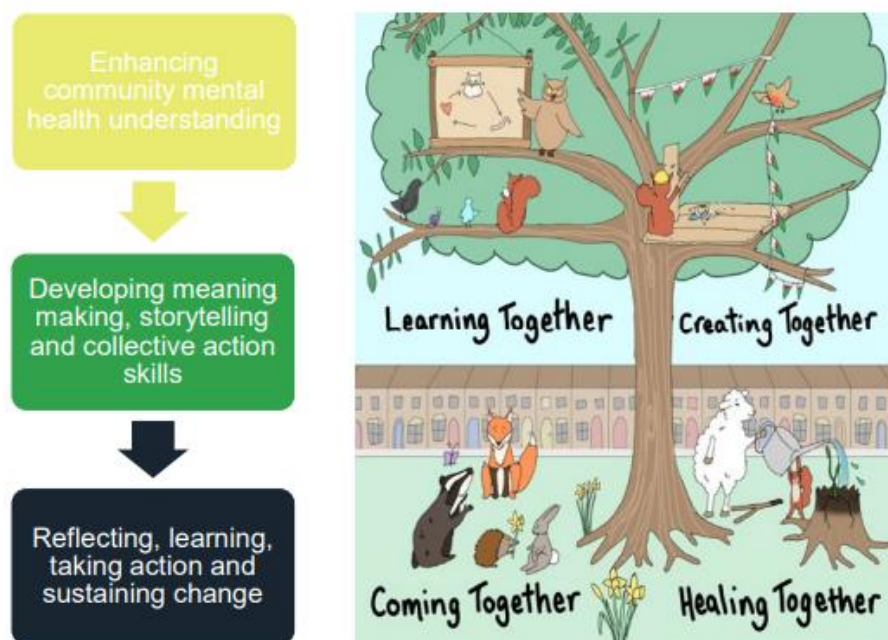 Enhancing
community mental
health understanding
Developing meaning
making, storytelling
and collective action
skills
Reflecting, learning,
taking action and
sustaining change
Learning Together
Creating Together
Coming Together
Healing Together